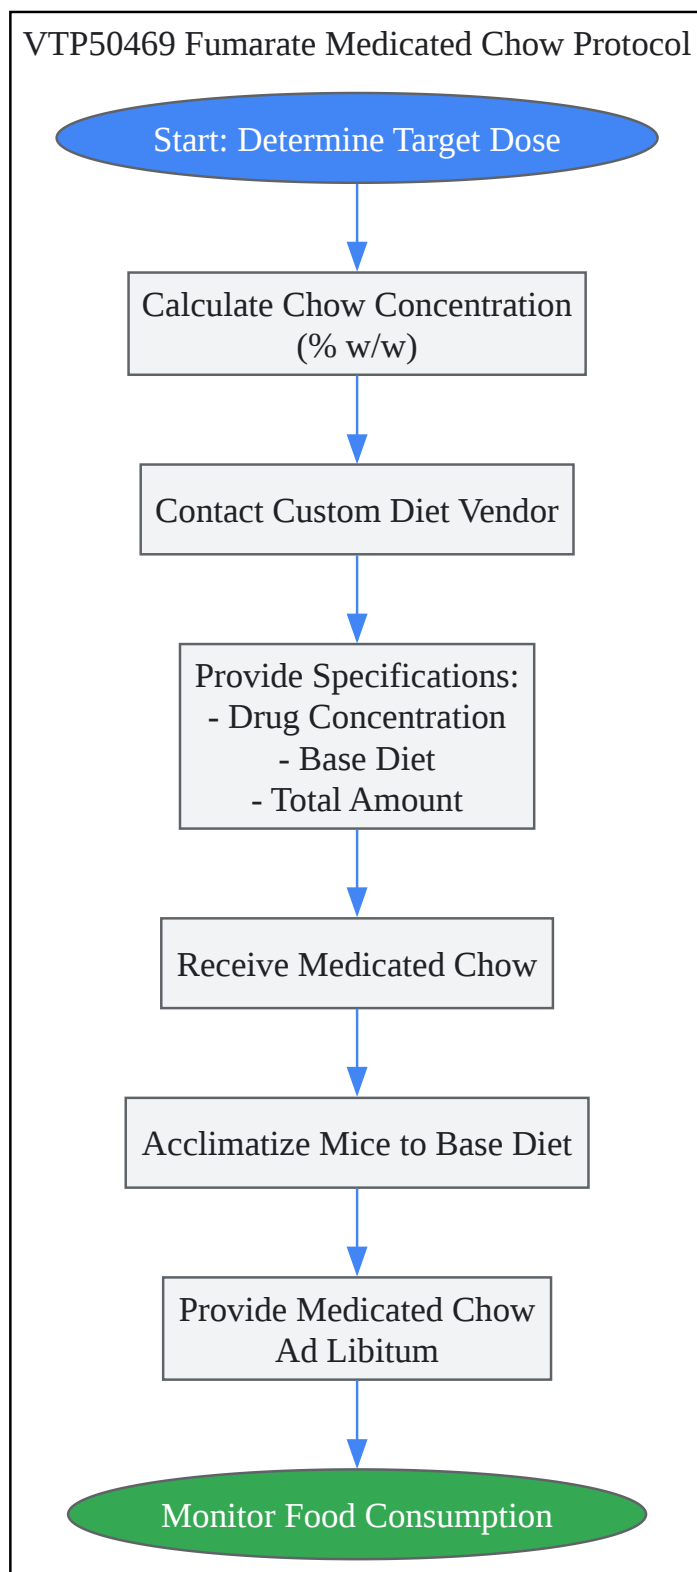 VTP50469 Fumarate Medicated Chow Protocol
Start: Determine Target Dose
Calculate Chow Concentration
(% w/w)
Contact Custom Diet Vendor
Provide Specifications:
- Drug Concentration
- Base Diet
- Total Amount
Receive Medicated Chow
Acclimatize Mice to Base Diet
Provide Medicated Chow
Ad Libitum
Monitor Food Consumption